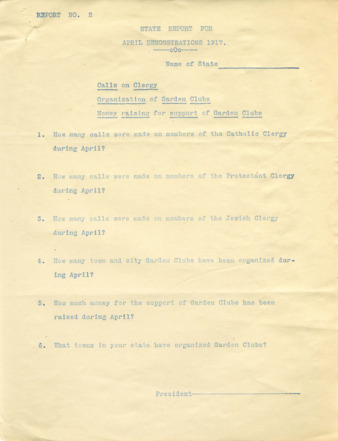 REPORT NO. 2
STATE REPORT FOR
APRIL DEMONSTRATIONS 1917.
-----oOo-----
Name of State
Calls on Clergy
Organization of Garden Clubs
Money raising for support of Garden Clubs
1. How many calls were made on members of the Catholic Clergy
during April?
2. How many calls were made on members of the Protestant Clergy
during April?
3. How many calls were made on members of the Jewish Clergy
during April?
4. How many town and city Garden Clubs have been organized dur-
ing April?
5. How much money for the support of Garden Clubs has been
raised during April?
6. What towns in your state have organized Garden Clubs?
President